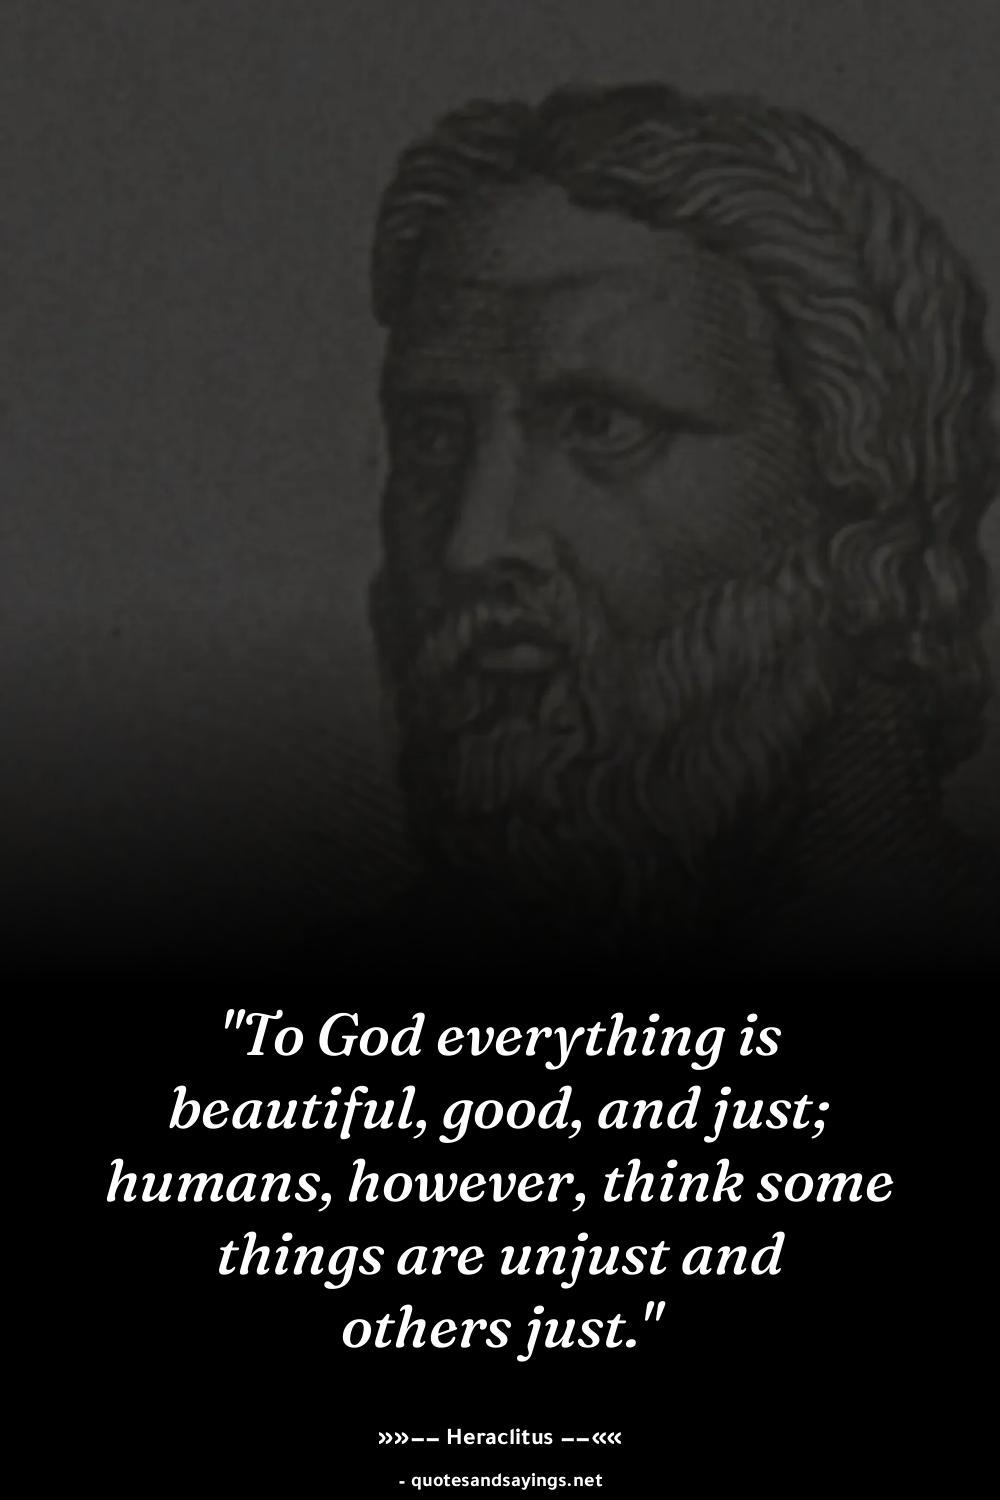 "To God everything is
beautiful, good, and just;
humans, however, think some
things are unjust and
others just."
»»−− Heraclitus −−««
- quotesandsayings.net